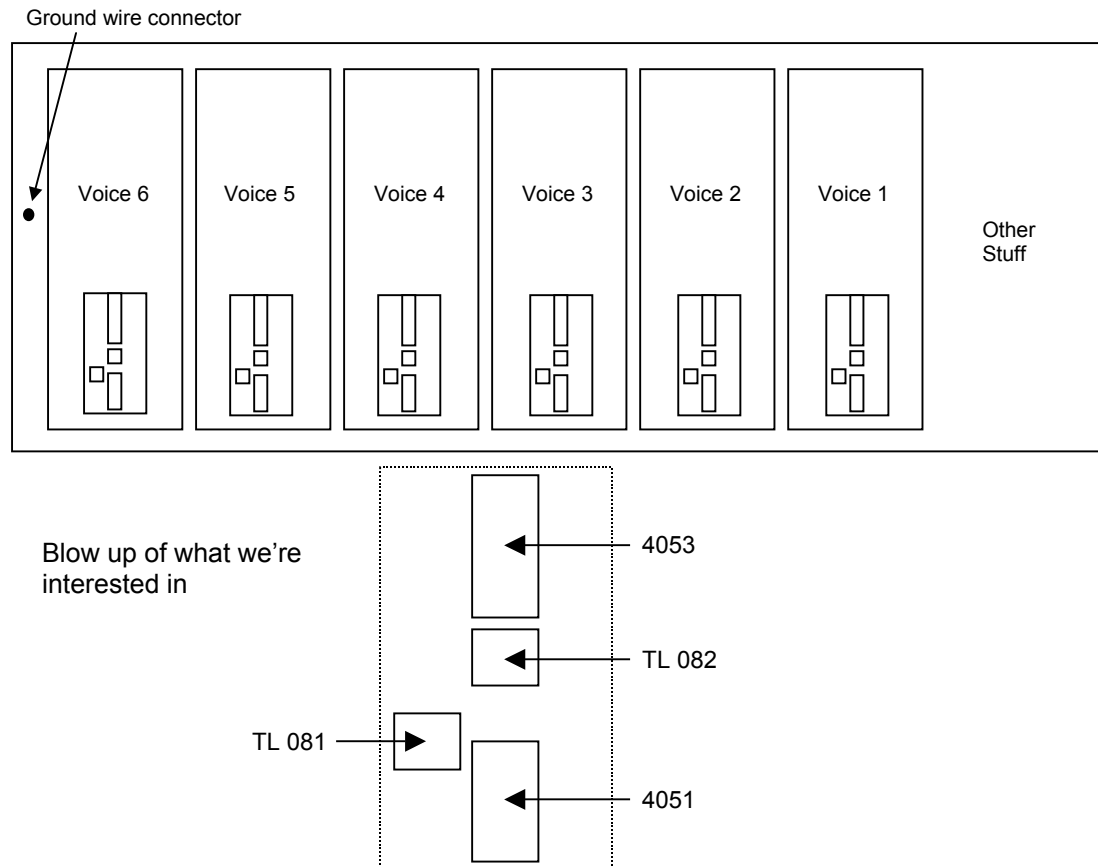 Ground wire connector
Voice 6
Voice 5
Voice 4
Voice 3
Voice 2
Voice 1
Other
Stuff
Blow up of what we’re
interested in
4053
TL 082
TL 081
4051